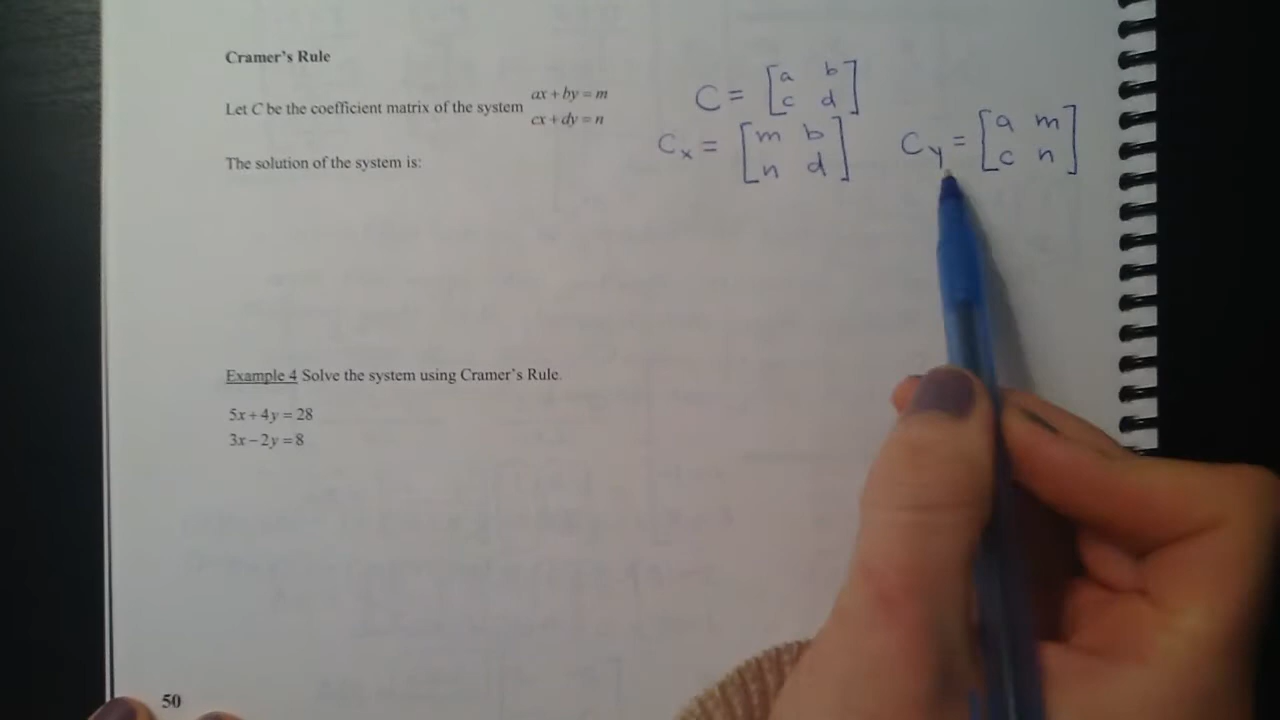 Cramer's Rule
Let C be the coefficient matrix of the system
ax + by = m
cx + dy = n
C = [a b
c d]
Cx = [m b
n d]
Cy = [a m
c n]
The solution of the system is:
Example 4 Solve the system using Cramer's Rule.
5x + 4y = 28
3x – 2y = 8
50